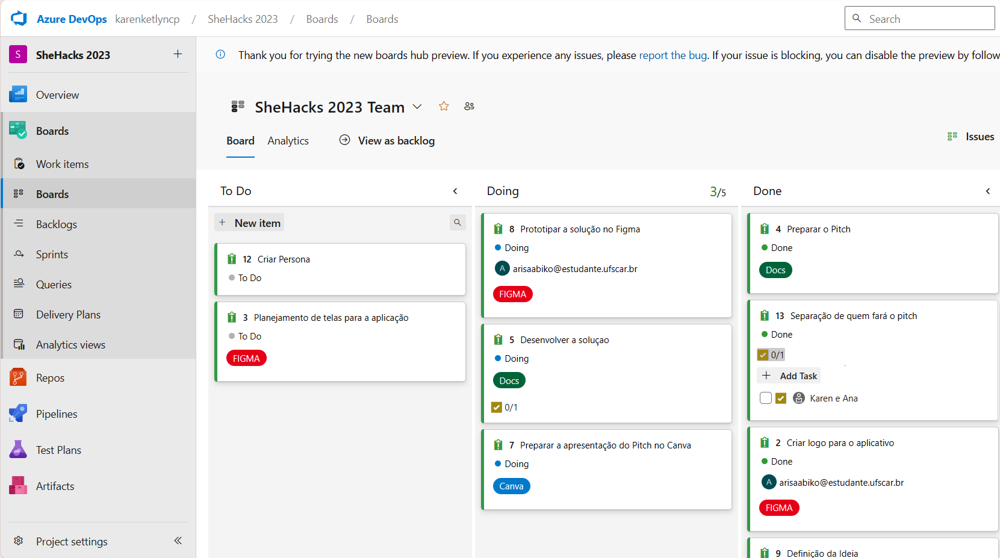 Azure DevOps karenketlyncp / SheHacks 2023 / Boards / Boards
Search
S SheHacks 2023
Overview
Boards
Work items
Boards
Backlogs
Sprints
Queries
Delivery Plans
Analytics views
Repos
Pipelines
Test Plans
Artifacts
Project settings
Thank you for trying the new boards hub preview. If you experience any issues, please report the bug. If your issue is blocking, you can disable the preview by follow
SheHacks 2023 Team
Board Analytics View as backlog
Issues
To Do
New item
12 Criar Persona
To Do
3 Planejamento de telas para a aplicação
To Do
FIGMA
Doing 3/5
8 Prototipar a solução no Figma
Doing
A arisaabiko@estudante.ufscar.br
FIGMA
5 Desenvolver a soluçao
Doing
Docs
0/1
7 Preparar a apresentação do Pitch no Canva
Doing
Canva
Done
4 Preparar o Pitch
Done
Docs
13 Separação de quem fará o pitch
Done
0/1
Add Task
Karen e Ana
2 Criar logo para o aplicativo
Done
A arisaabiko@estudante.ufscar.br
FIGMA
9 Definição da Ideia